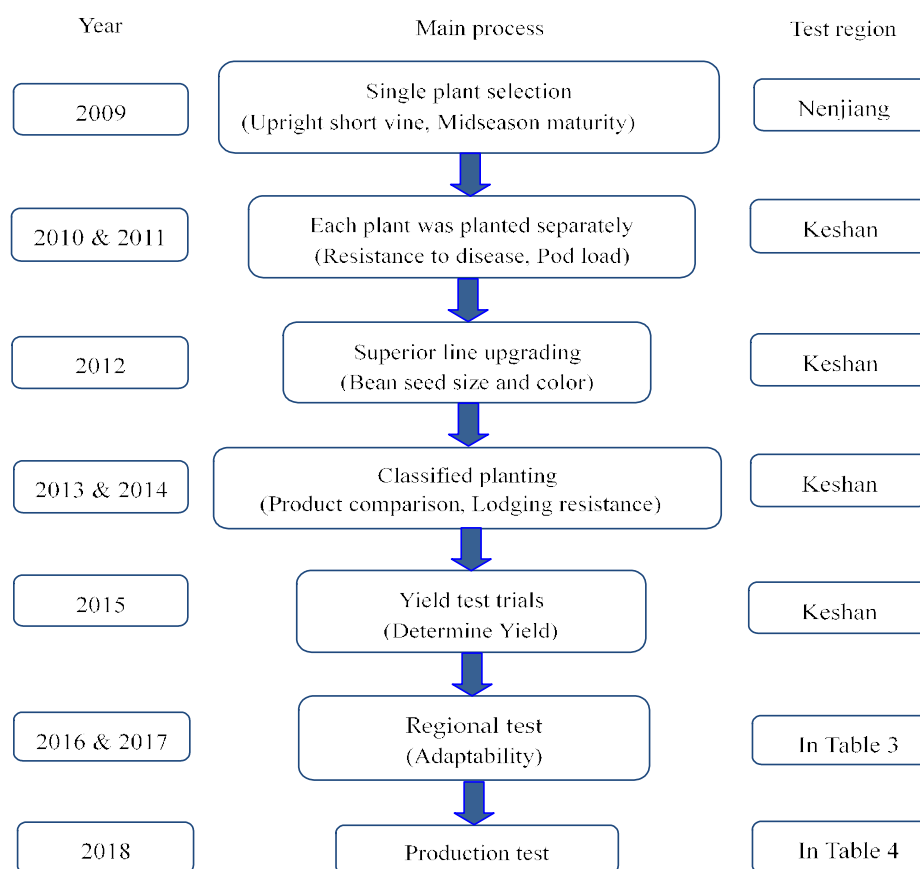 Year Main process Test region
2009 Single plant selection Nenjiang
(Upright short vine, Midseason maturity)
2010 & 2011 Each plant was planted separately Keshan
(Resistance to disease, Pod load)
2012 Superior line upgrading Keshan
(Bean seed size and color)
2013 & 2014 Classified planting Keshan
(Product comparison, Lodging resistance)
2015 Yield test trials Keshan
(Determine Yield)
2016 & 2017 Regional test In Table 3
(Adaptability)
2018 Production test In Table 4